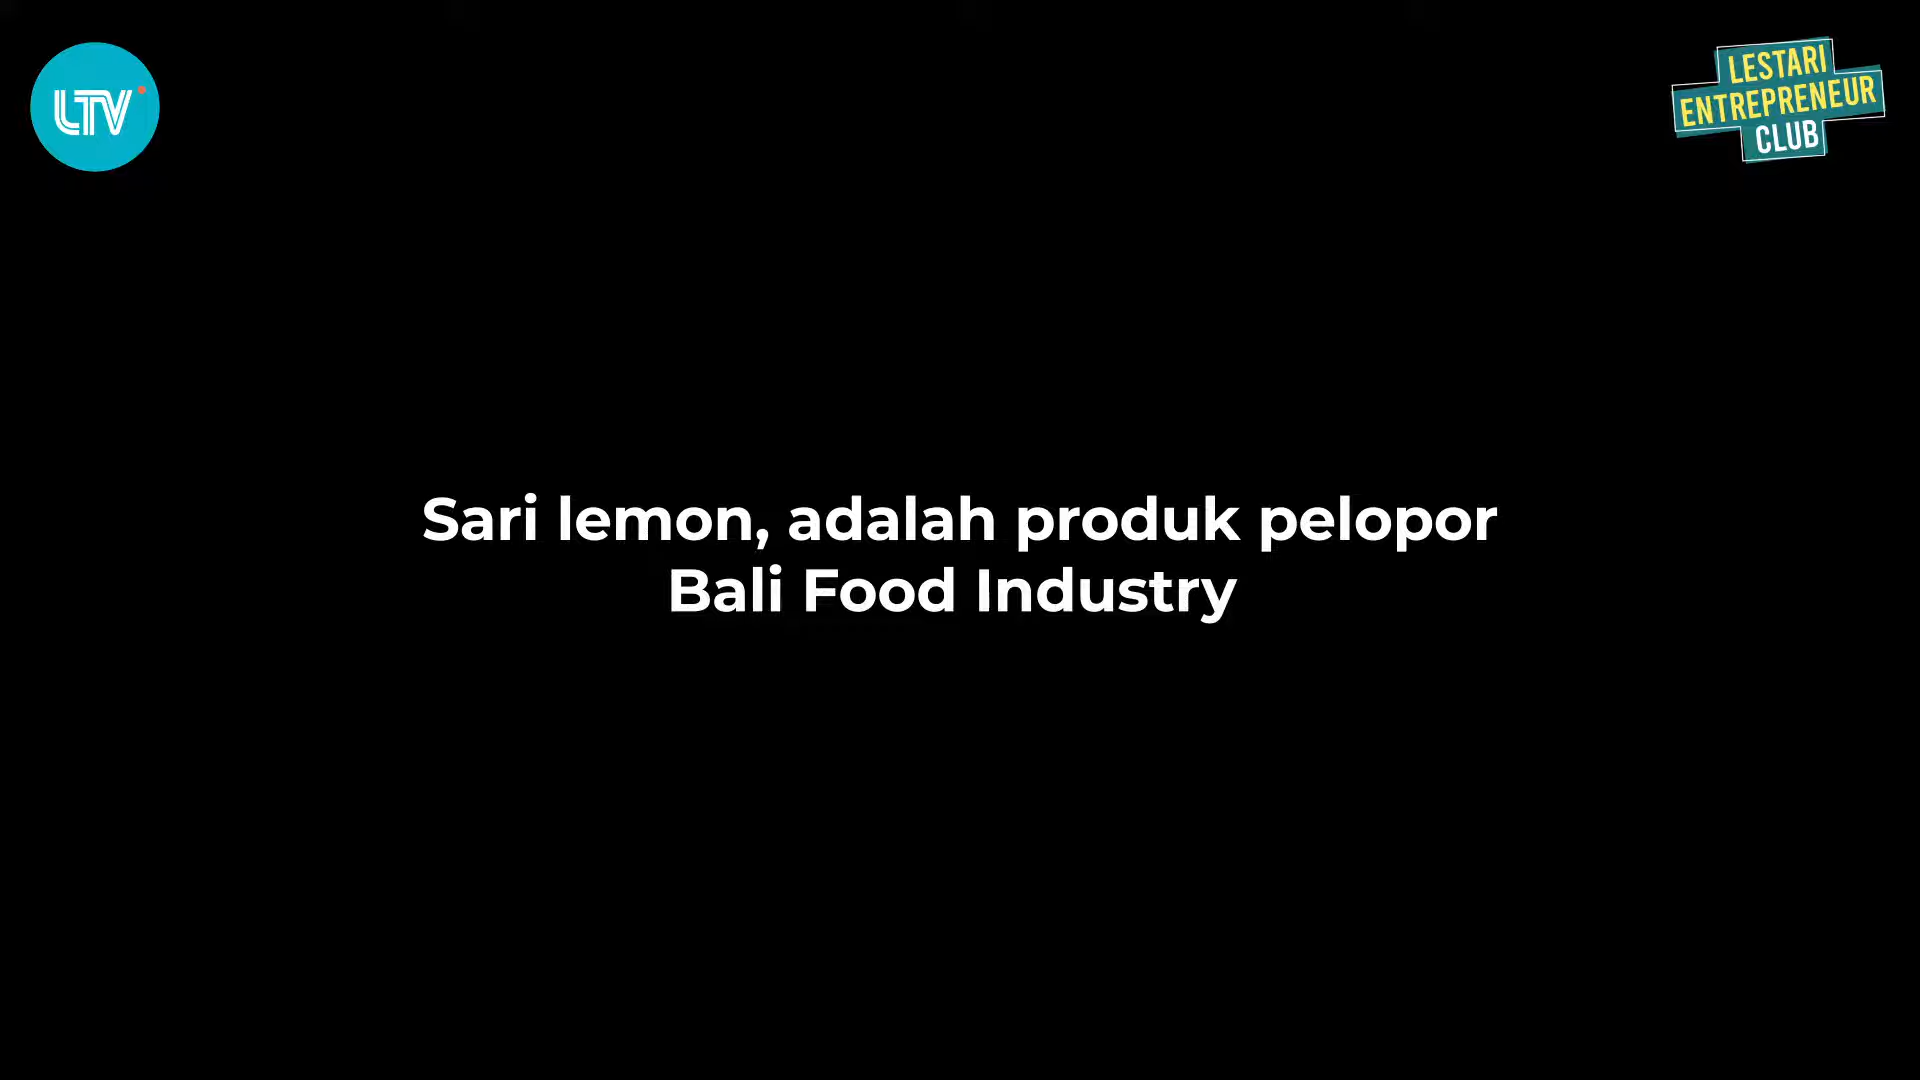 LTV
LESTARI
ENTREPRENEUR
CLUB
Sari lemon, adalah produk pelopor
Bali Food Industry